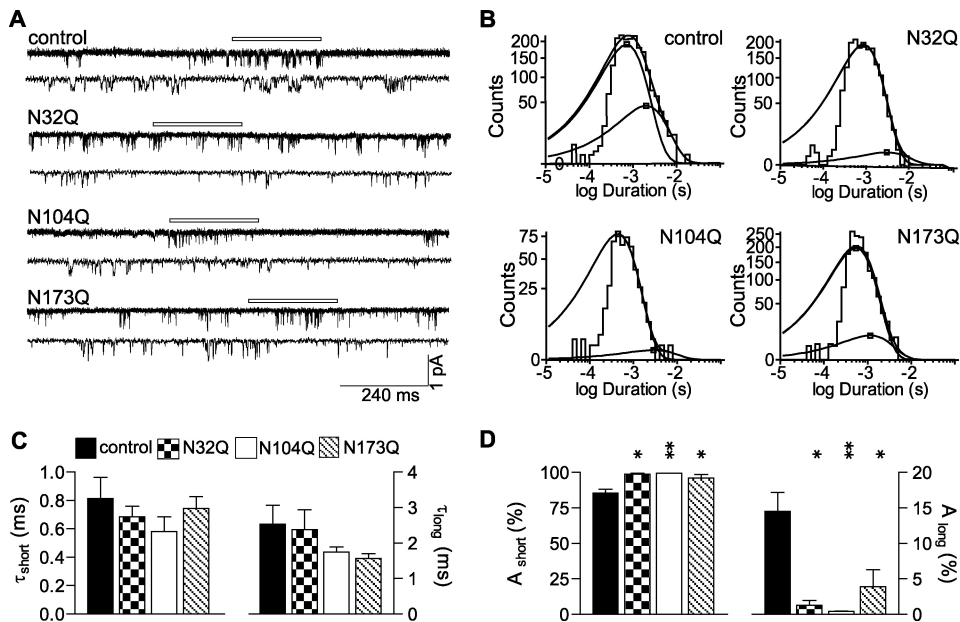 A
control
N32Q
N104Q
N173Q
1 pA
240 ms
B
control
Counts
200
150
100
50
0
-5 -4 -3 -2
log Duration (s)
N32Q
Counts
200
150
100
50
0
-5 -4 -3 -2
log Duration (s)
N104Q
Counts
75
50
25
0
-5 -4 -3 -2
log Duration (s)
N173Q
Counts
250
200
150
100
50
0
-5 -4 -3 -2
log Duration (s)
C
control N32Q N104Q N173Q
τshort (ms)
1.0
0.8
0.6
0.4
0.2
0.0
4
3
2
1
0
τlong (ms)
D
* ** * * ** *
A short (%)
100
75
50
25
0
20
15
10
5
0
A long (%)